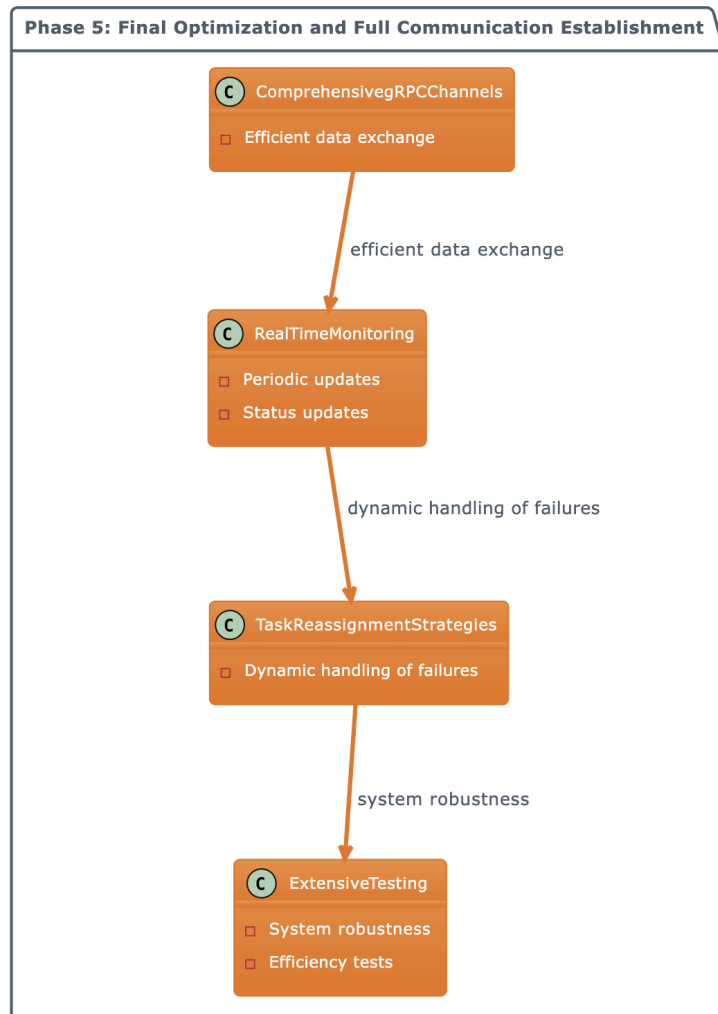 Phase 5: Final Optimization and Full Communication Establishment
C ComprehensivegRPCChannels
Efficient data exchange
efficient data exchange
C RealTimeMonitoring
Periodic updates
Status updates
dynamic handling of failures
C TaskReassignmentStrategies
Dynamic handling of failures
system robustness
C ExtensiveTesting
System robustness
Efficiency tests